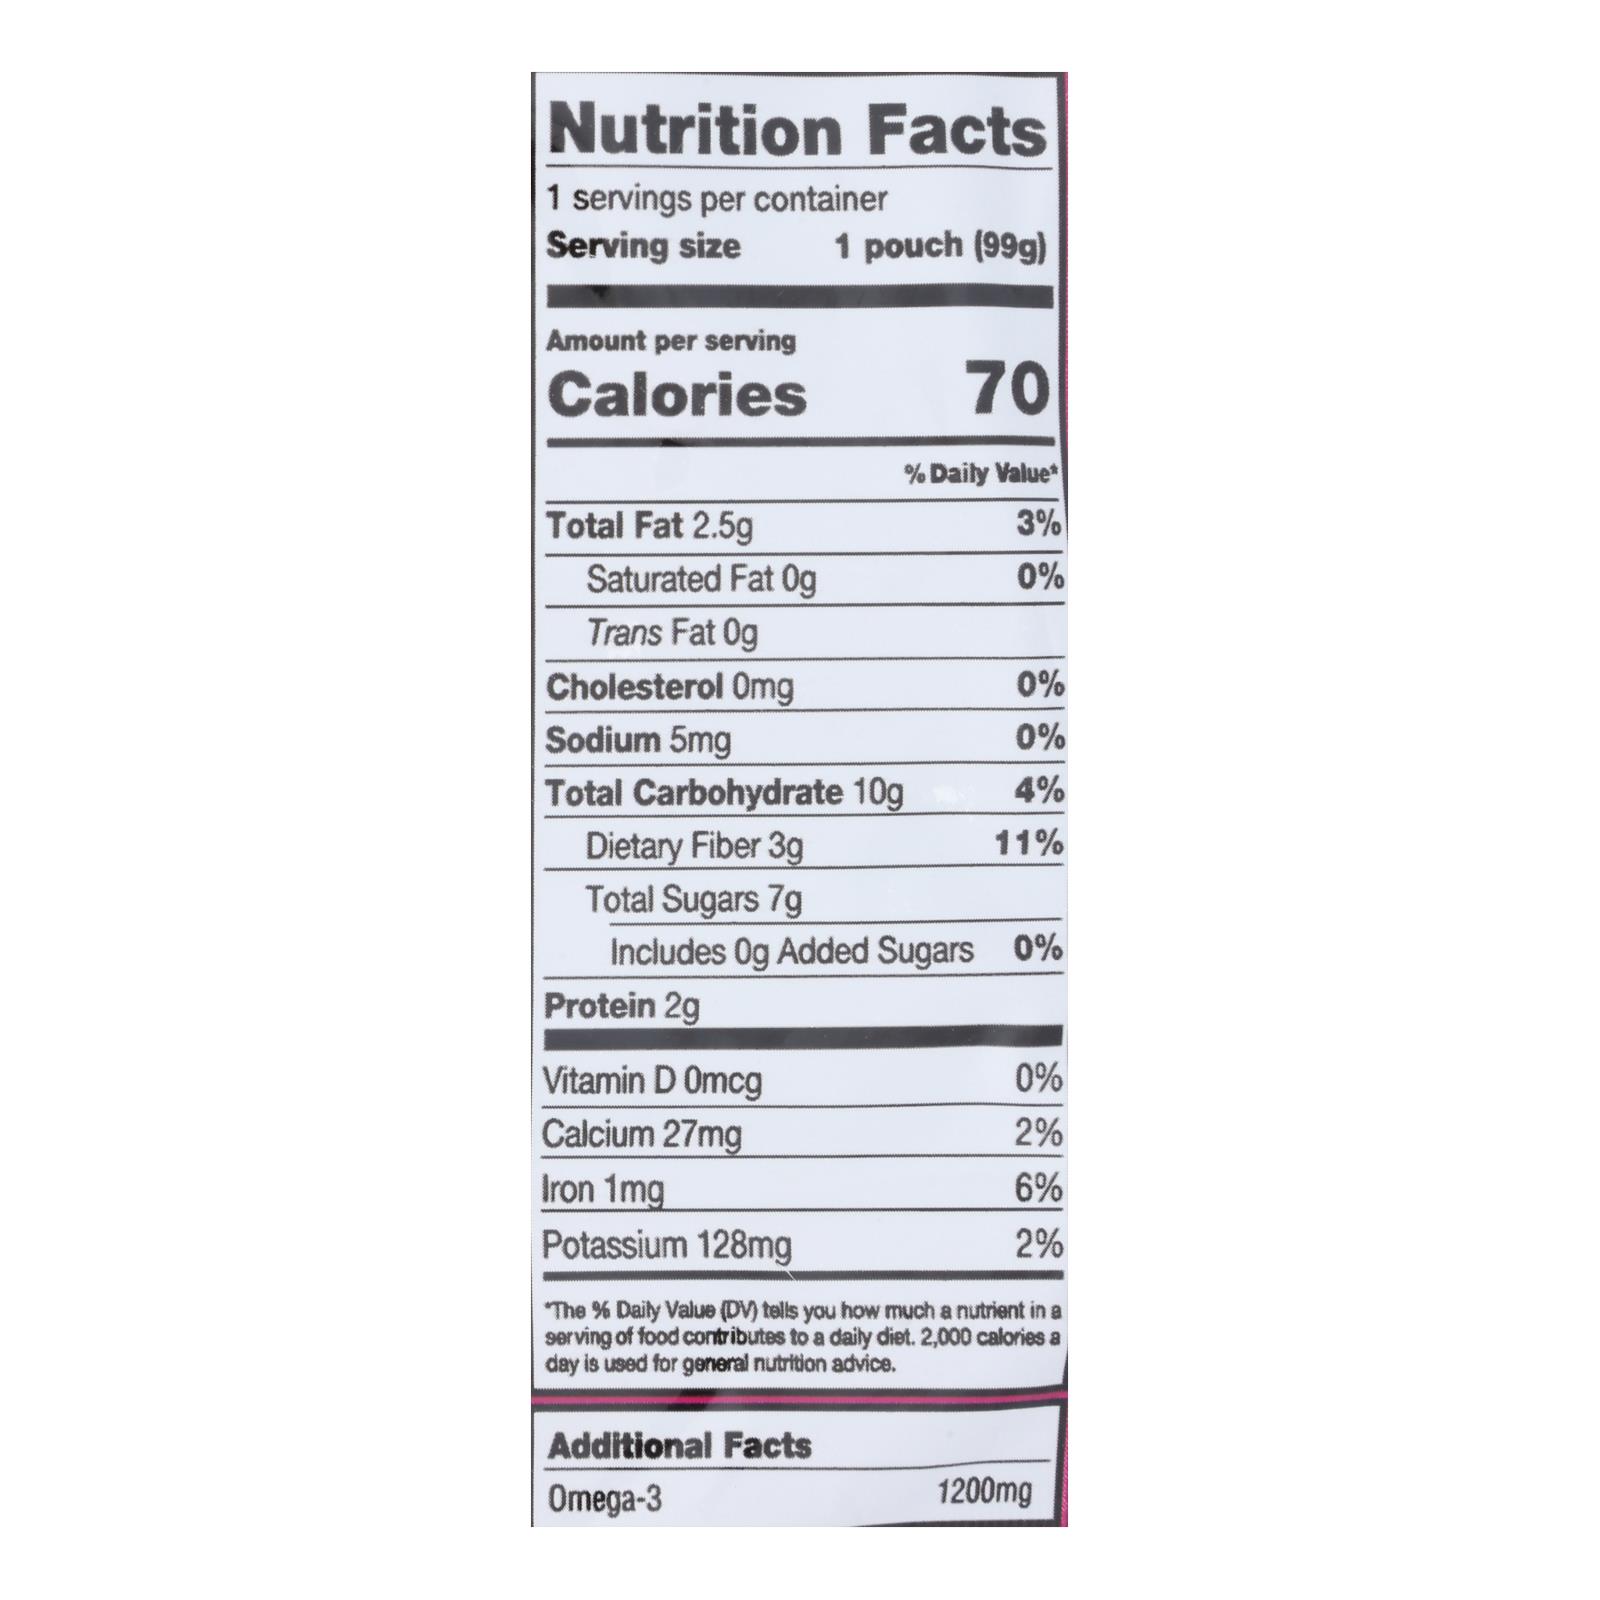 Nutrition Facts
1 servings per container
Serving size 1 pouch (99g)
Amount per serving
Calories 70
% Daily Value*
Total Fat 2.5g 3%
Saturated Fat 0g 0%
Trans Fat 0g
Cholesterol 0mg 0%
Sodium 5mg 0%
Total Carbohydrate 10g 4%
Dietary Fiber 3g 11%
Total Sugars 7g
Includes 0g Added Sugars 0%
Protein 2g
Vitamin D 0mcg 0%
Calcium 27mg 2%
Iron 1mg 6%
Potassium 128mg 2%
*The % Daily Value (DV) tells you how much a nutrient in a
serving of food contributes to a daily diet. 2,000 calories a
day is used for general nutrition advice.
Additional Facts
Omega-3 1200mg